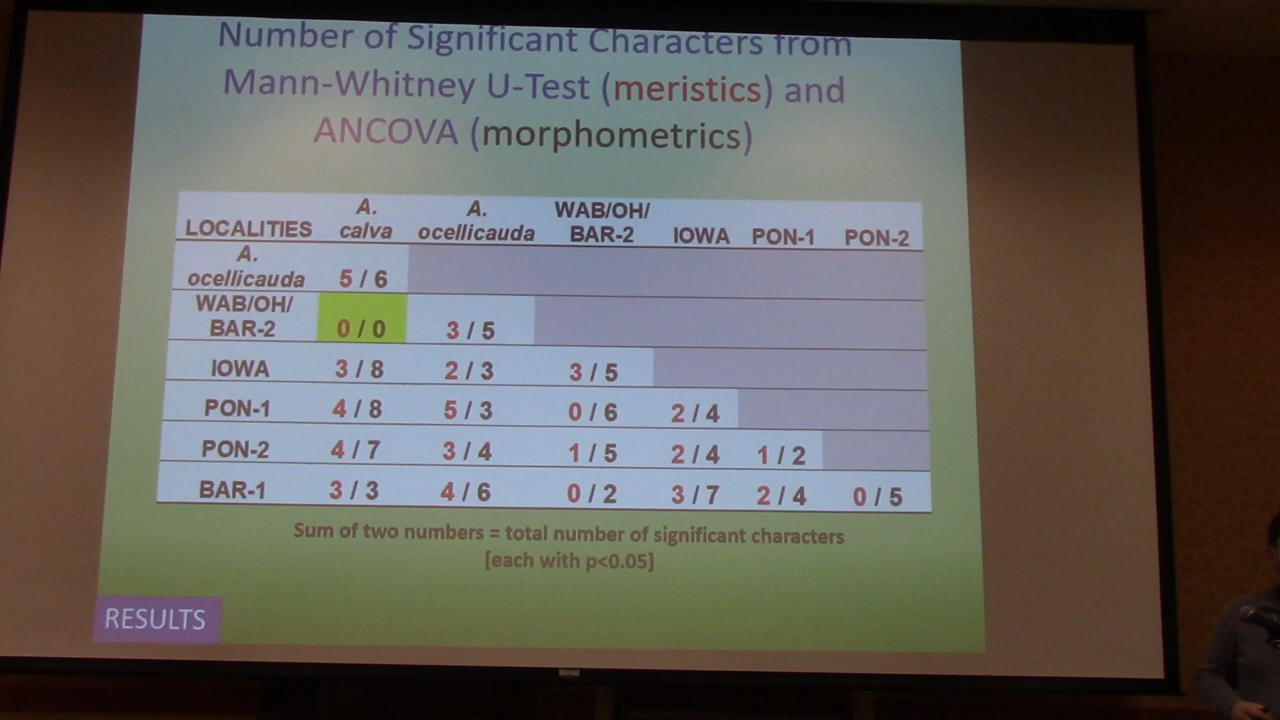 Number of Significant Characters from
Mann-Whitney U-Test (meristics) and
ANCOVA (morphometrics)
LOCALITIES A. calva A. ocellicauda WAB/OH/ BAR-2 IOWA PON-1 PON-2
A. ocellicauda 5 / 6
WAB/OH/ BAR-2 0 / 0 3 / 5
IOWA 3 / 8 2 / 3 3 / 5
PON-1 4 / 8 5 / 3 0 / 6 2 / 4
PON-2 4 / 7 3 / 4 1 / 5 2 / 4 1 / 2
BAR-1 3 / 3 4 / 6 0 / 2 3 / 7 2 / 4 0 / 5
Sum of two numbers = total number of significant characters
[each with p<0.05]
RESULTS